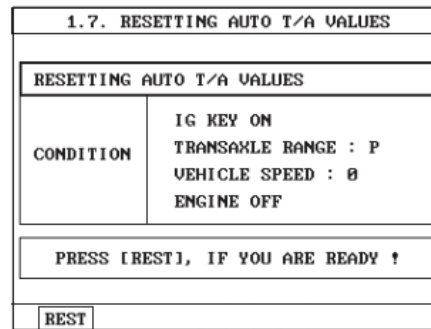 1.7. RESETTING AUTO T/A VALUES
RESETTING AUTO T/A VALUES
CONDITION
IG KEY ON
TRANSAXLE RANGE : P
VEHICLE SPEED : 0
ENGINE OFF
PRESS [REST], IF YOU ARE READY !
REST